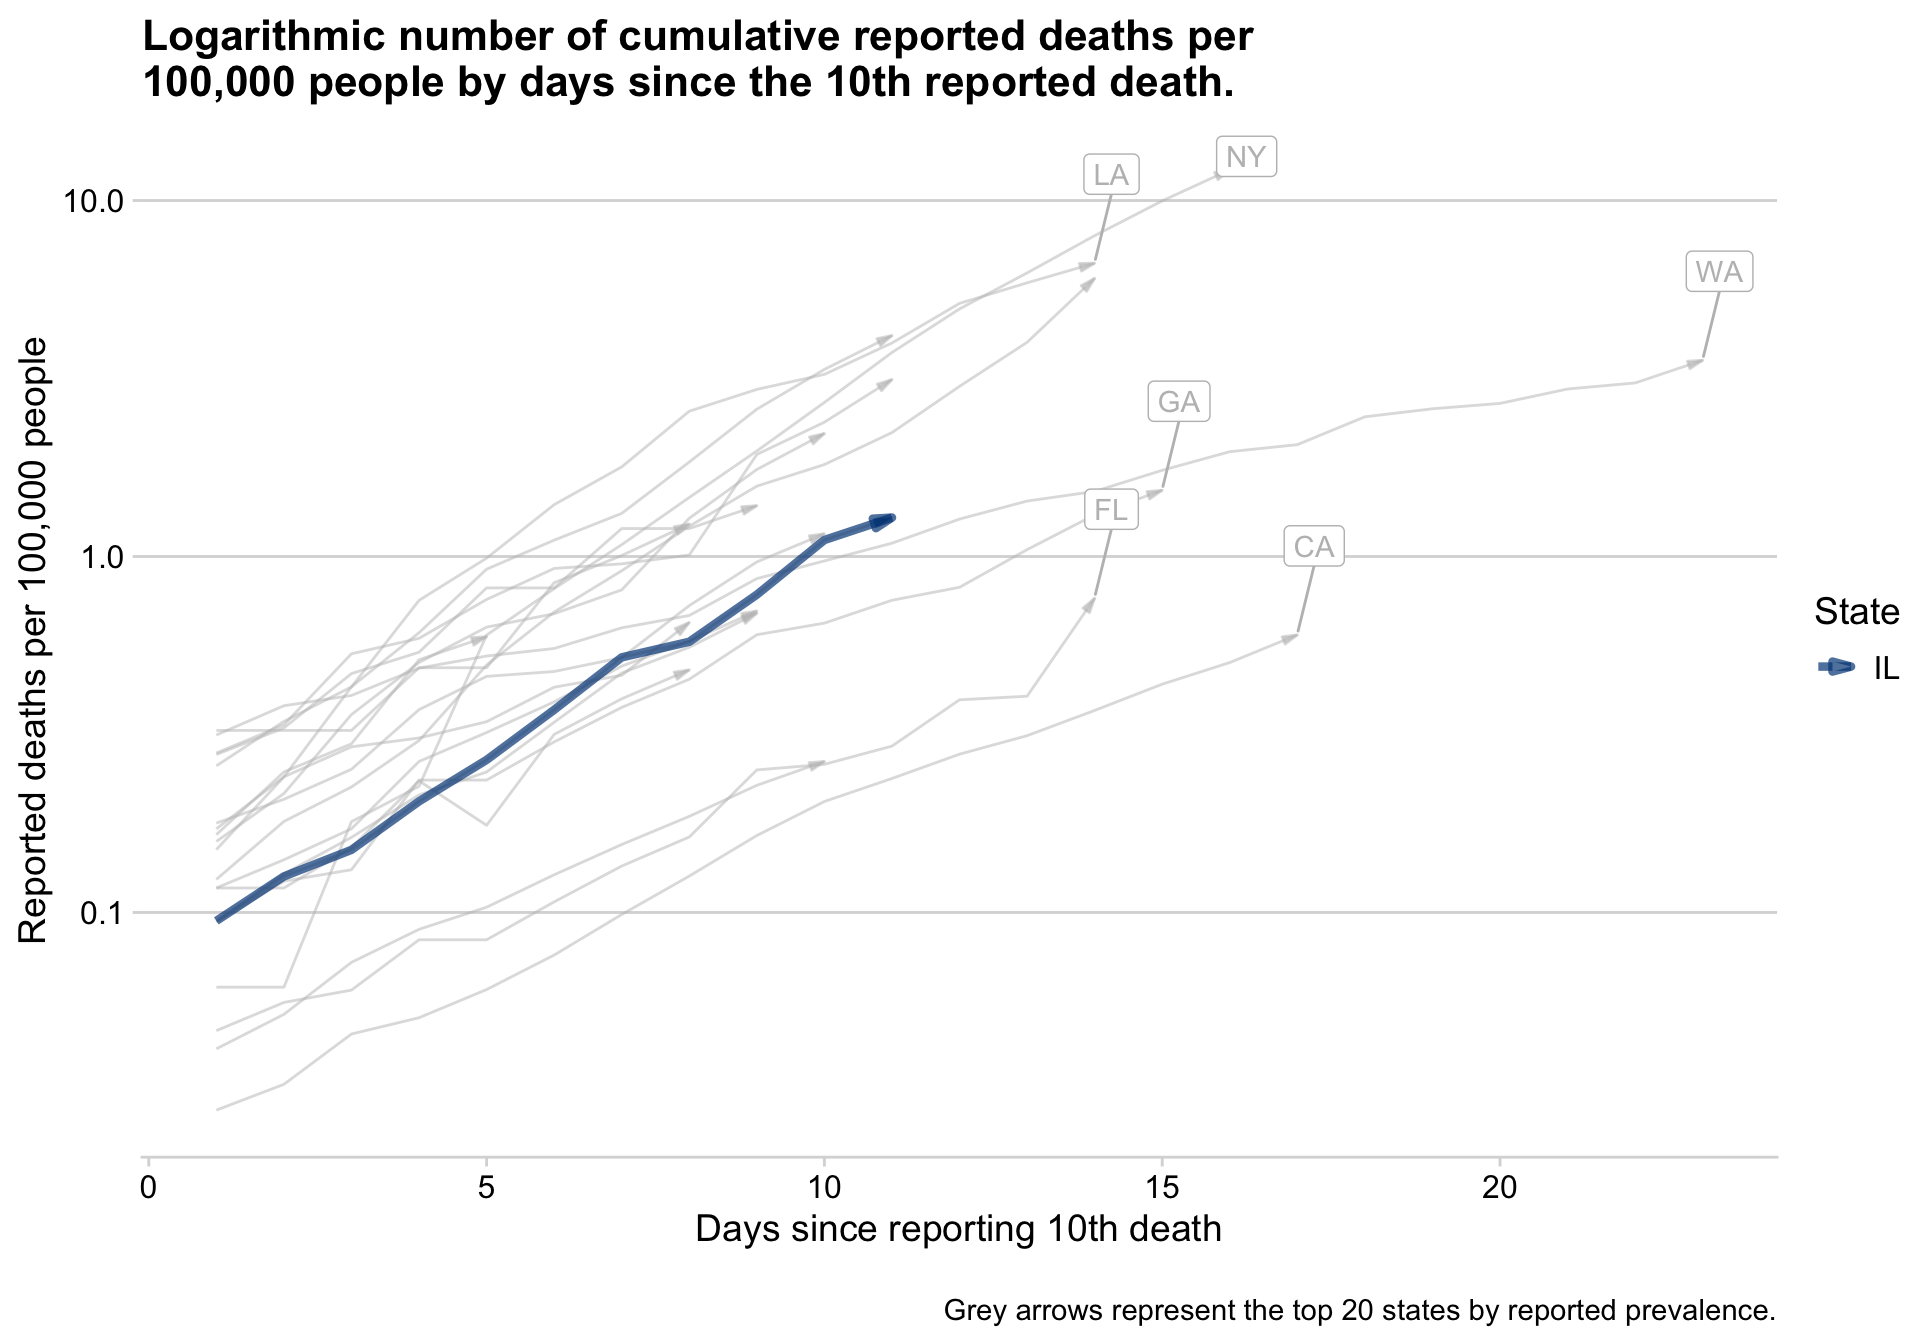 Logarithmic number of cumulative reported deaths per
100,000 people by days since the 10th reported death.
Reported deaths per 100,000 people
10.0
1.0
0.1
LA
NY
WA
GA
FL
CA
State
IL
0 5 10 15 20
Days since reporting 10th death
Grey arrows represent the top 20 states by reported prevalence.